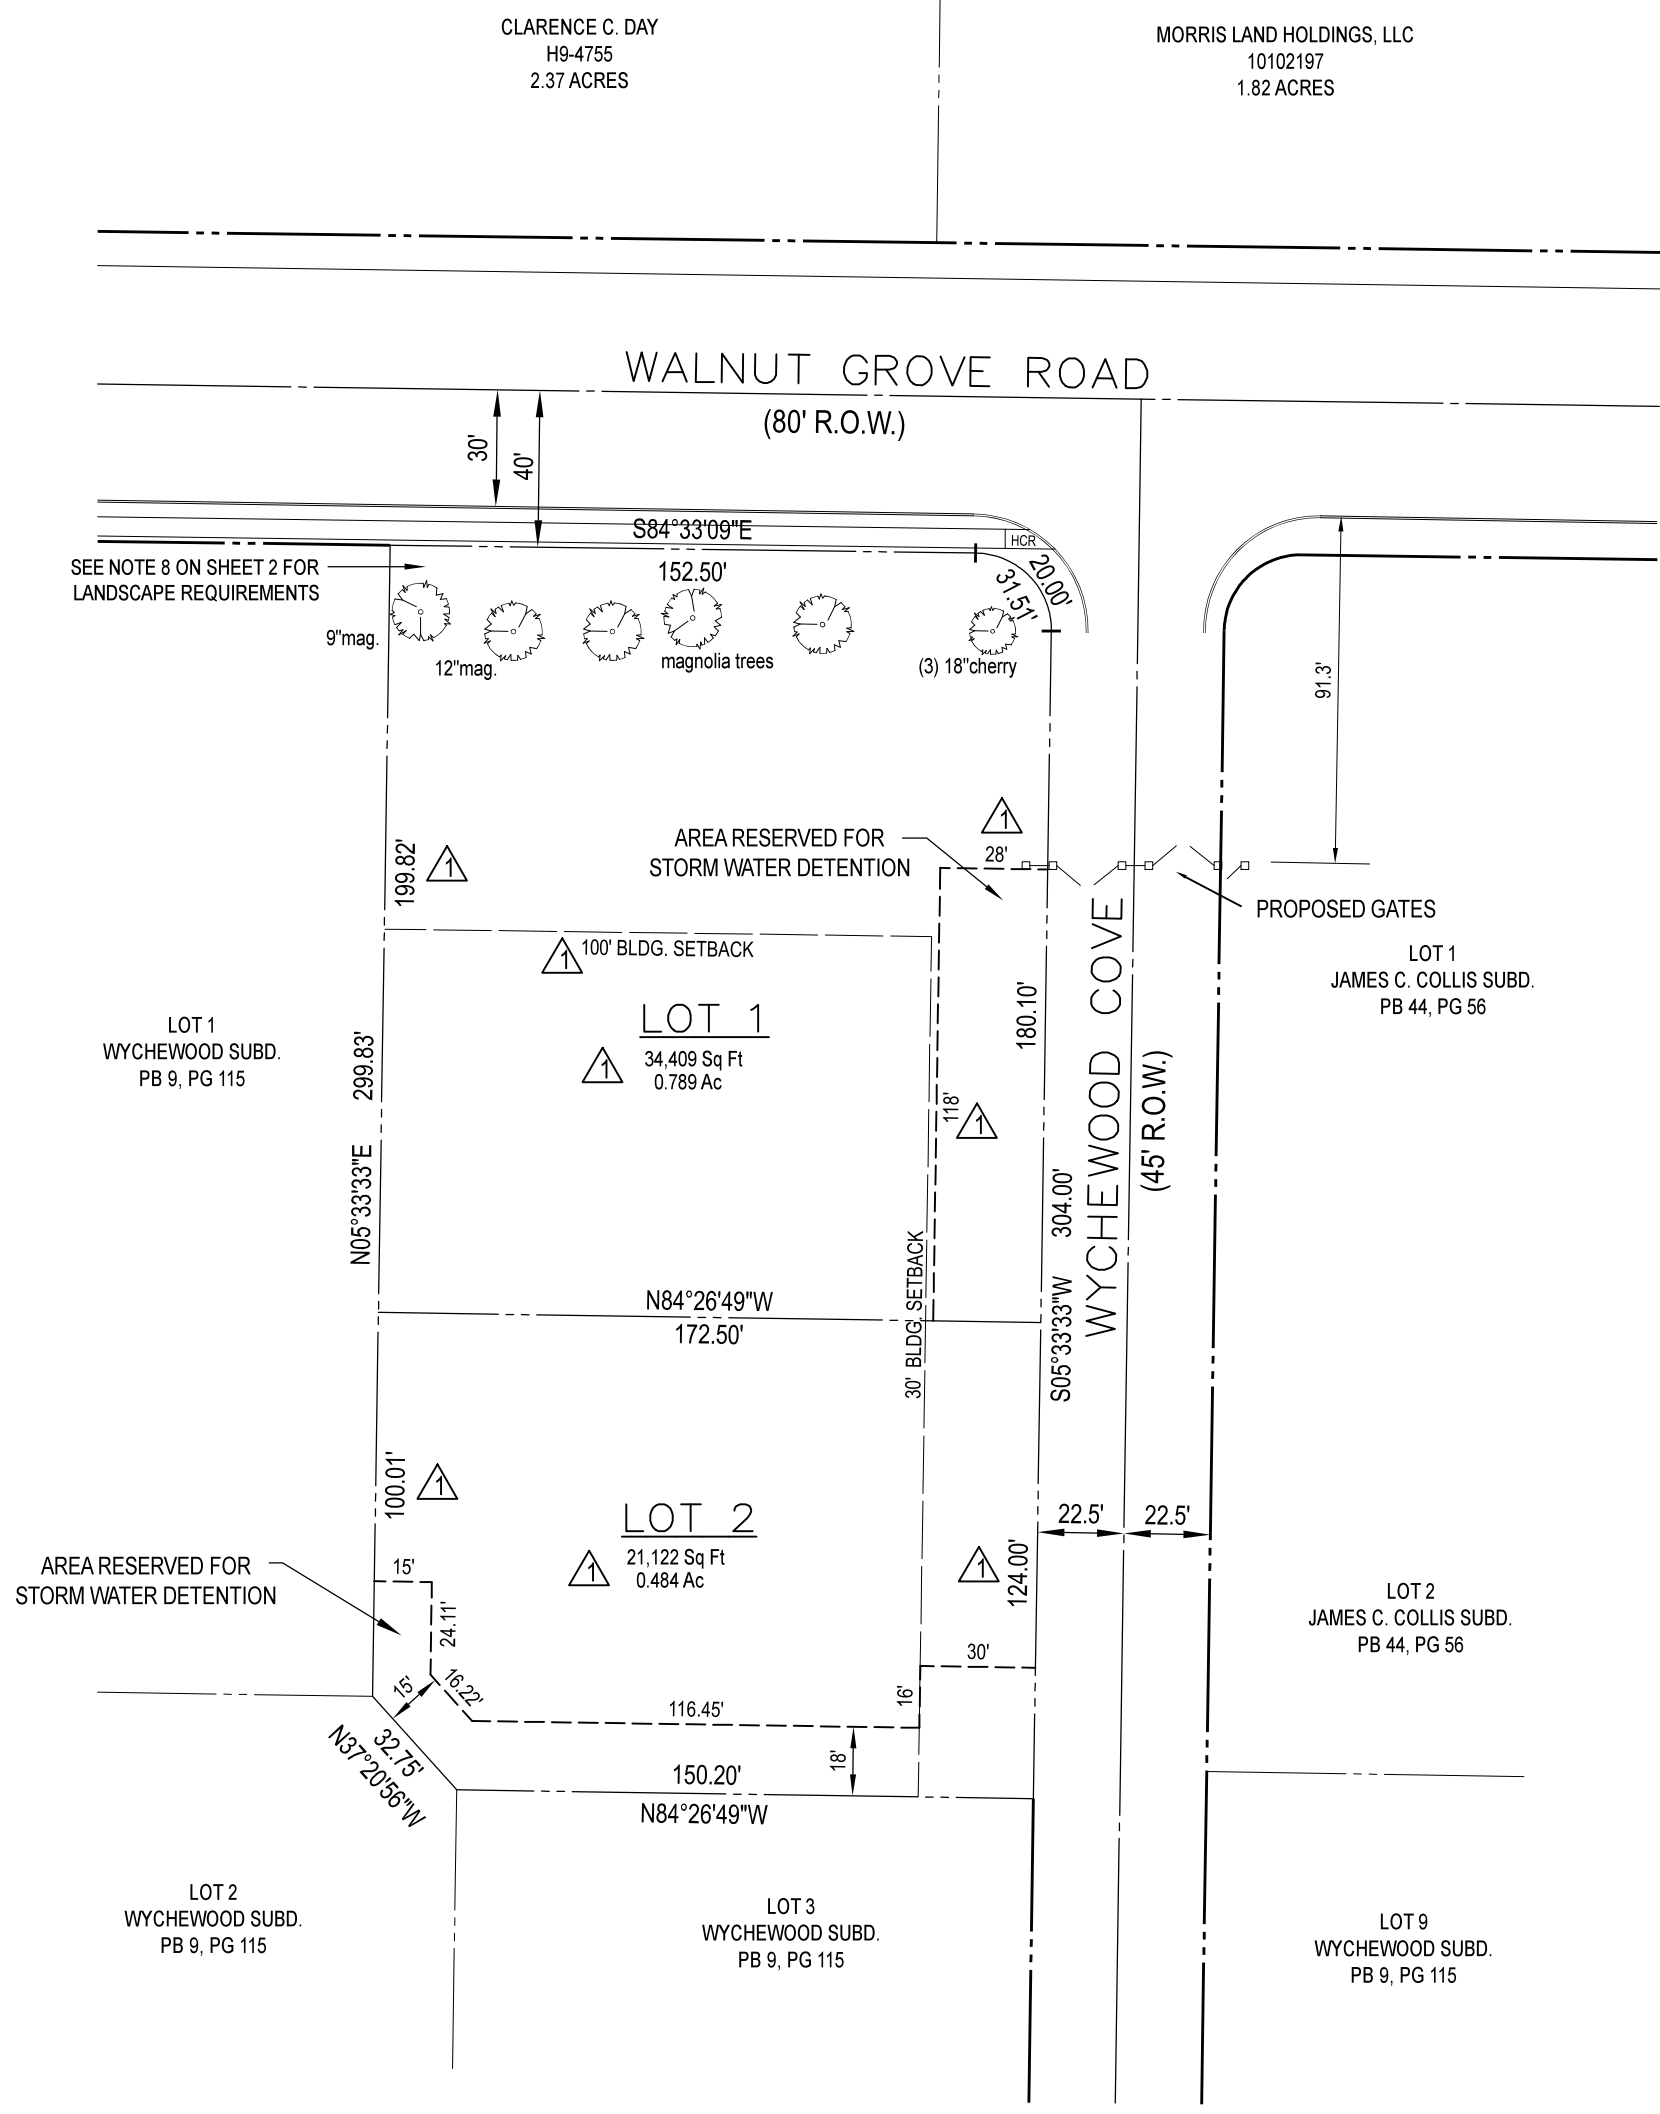 CLARENCE C. DAY
H9-4755
2.37 ACRES
MORRIS LAND HOLDINGS, LLC
10102197
1.82 ACRES
WALNUT GROVE ROAD
(80' R.O.W.)
30'
40'
S84°33'09"E
152.50'
HCR
20.00'
31.51'
SEE NOTE 8 ON SHEET 2 FOR
LANDSCAPE REQUIREMENTS
9"mag.
12"mag.
magnolia trees
(3) 18"cherry
91.3'
1
AREA RESERVED FOR
STORM WATER DETENTION
28'
199.82'
1
PROPOSED GATES
1
100' BLDG. SETBACK
LOT 1
JAMES C. COLLIS SUBD.
PB 44, PG 56
LOT 1
34,409 Sq Ft
0.789 Ac
1
180.10'
WYCHEWOOD COVE
(45' R.O.W.)
LOT 1
WYCHEWOOD SUBD.
PB 9, PG 115
N05°33'33"E 299.83'
118'
1
S05°33'33"W 304.00'
30' BLDG. SETBACK
N84°26'49"W
172.50'
100.01'
1
LOT 2
21,122 Sq Ft
0.484 Ac
1
1
124.00'
22.5'
22.5'
AREA RESERVED FOR
STORM WATER DETENTION
15'
24.11'
16.22'
15'
116.45'
16'
30'
18'
32.75'
N37°20'56"W
150.20'
N84°26'49"W
LOT 2
JAMES C. COLLIS SUBD.
PB 44, PG 56
LOT 2
WYCHEWOOD SUBD.
PB 9, PG 115
LOT 3
WYCHEWOOD SUBD.
PB 9, PG 115
LOT 9
WYCHEWOOD SUBD.
PB 9, PG 115